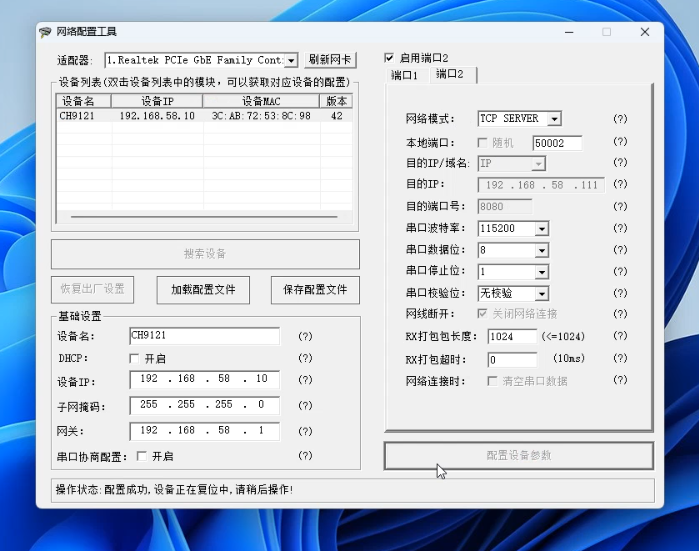 网络配置工具
适配器: 1.Realtek PCIe GbE Family Cont: 刷新网卡
设备列表(双击设备列表中的模块, 可以获取对应设备的配置)
设备名 设备IP 设备MAC 版本
CH9121 192.168.58.10 3C:AB:72:53:8C:98 42
搜索设备
恢复出厂设置 加载配置文件 保存配置文件
基础设置
设备名: CH9121 (?)
DHCP: 开启 (?)
设备IP: 192 . 168 . 58 . 10 (?)
子网掩码: 255 . 255 . 255 . 0 (?)
网关: 192 . 168 . 58 . 1 (?)
串口协商配置: 开启 (?)
启用端口2
端口1 端口2
网络模式: TCP SERVER (?)
本地端口: 随机 50002 (?)
目的IP/域名: IP (?)
目的IP: 192 . 168 . 58 . 111 (?)
目的端口号: 8080 (?)
串口波特率: 115200 (?)
串口数据位: 8 (?)
串口停止位: 1 (?)
串口校验位: 无校验 (?)
网线断开: 关闭网络连接 (?)
RX打包包长度: 1024 (<=1024) (?)
RX打包超时: 0 (10ms) (?)
网络连接时: 清空串口数据 (?)
配置设备参数
操作状态:配置成功,设备正在复位中,请稍后操作!